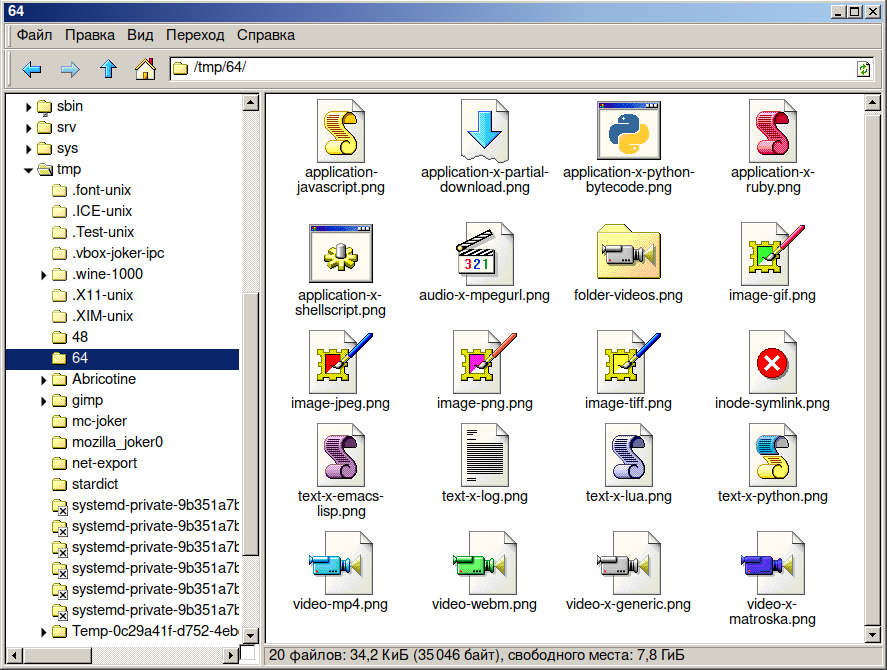 64
Файл Правка Вид Переход Справка
/tmp/64/
sbin
srv
sys
tmp
.font-unix
.ICE-unix
.Test-unix
.vbox-joker-ipc
.wine-1000
.X11-unix
.XIM-unix
48
64
Abricotine
gimp
mc-joker
mozilla_joker0
net-export
stardict
systemd-private-9b351a7b
systemd-private-9b351a7b
systemd-private-9b351a7b
systemd-private-9b351a7b
systemd-private-9b351a7b
systemd-private-9b351a7b
Temp-0c29a41f-d752-4eb
application-
javascript.png
application-x-partial-
download.png
application-x-python-
bytecode.png
application-x-
ruby.png
application-x-
shellscript.png
321
audio-x-mpegurl.png
folder-videos.png
image-gif.png
image-jpeg.png
image-png.png
image-tiff.png
inode-symlink.png
text-x-emacs-
lisp.png
text-x-log.png
text-x-lua.png
text-x-python.png
video-mp4.png
video-webm.png
video-x-generic.png
video-x-
matroska.png
20 файлов: 34,2 КиБ (35 046 байт), свободного места: 7,8 ГиБ